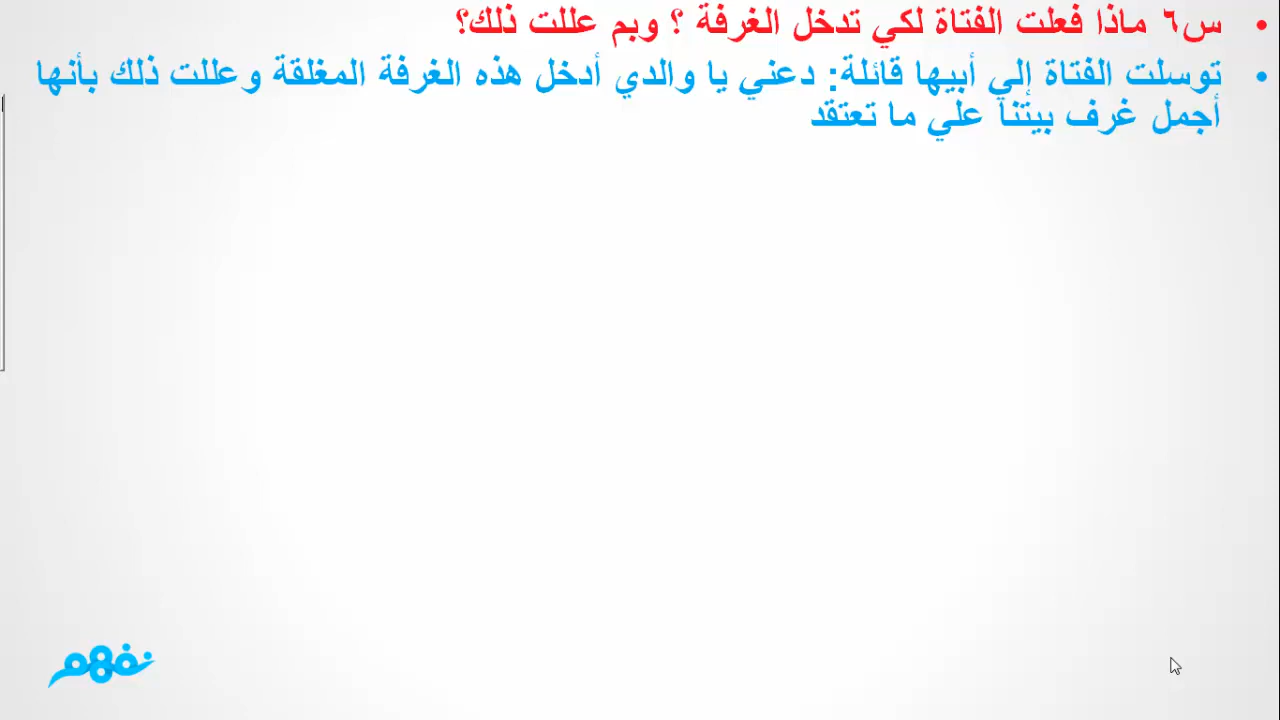 • س٦ ماذا فعلت الفتاة لكي تدخل الغرفة ؟ وبم عللت ذلك؟
• توسلت الفتاة إلي أبيها قائلة: دعني يا والدي أدخل هذه الغرفة المغلقة وعللت ذلك بأنها
أجمل غرف بيتنا علي ما تعتقد
نفهم